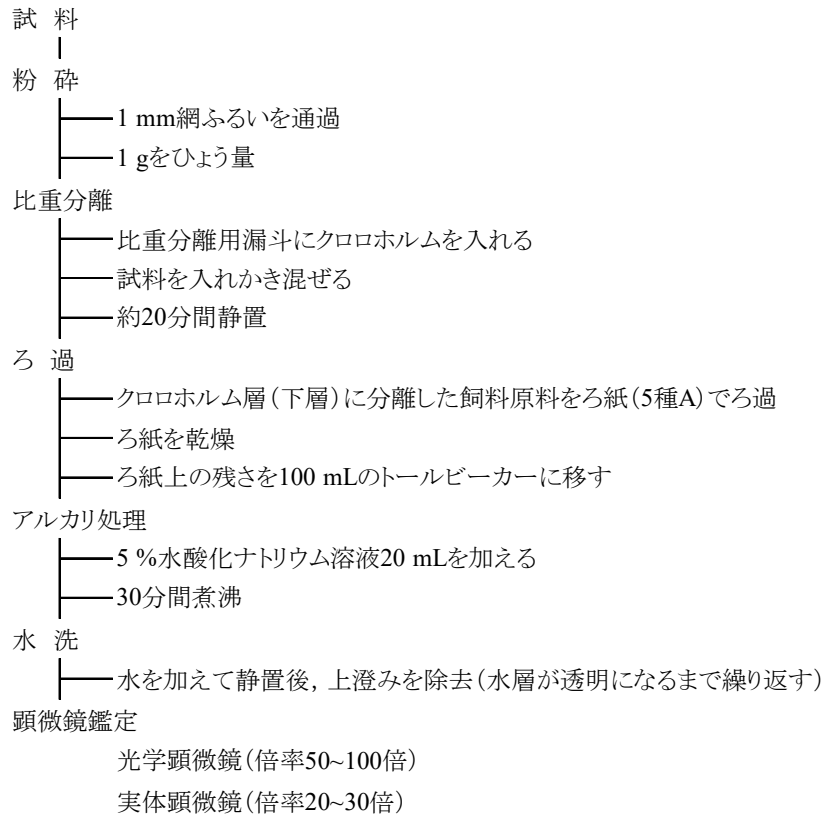 試 料
粉 砕
1 mm網ふるいを通過
1 gをひょう量
比重分離
比重分離用漏斗にクロロホルムを入れる
試料を入れかき混ぜる
約20分間静置
ろ 過
クロロホルム層(下層)に分離した飼料原料をろ紙(5種A)でろ過
ろ紙を乾燥
ろ紙上の残さを100 mLのトールビーカーに移す
アルカリ処理
5 %水酸化ナトリウム溶液20 mLを加える
30分間煮沸
水 洗
水を加えて静置後, 上澄みを除去(水層が透明になるまで繰り返す)
顕微鏡鑑定
光学顕微鏡(倍率50~100倍)
実体顕微鏡(倍率20~30倍)